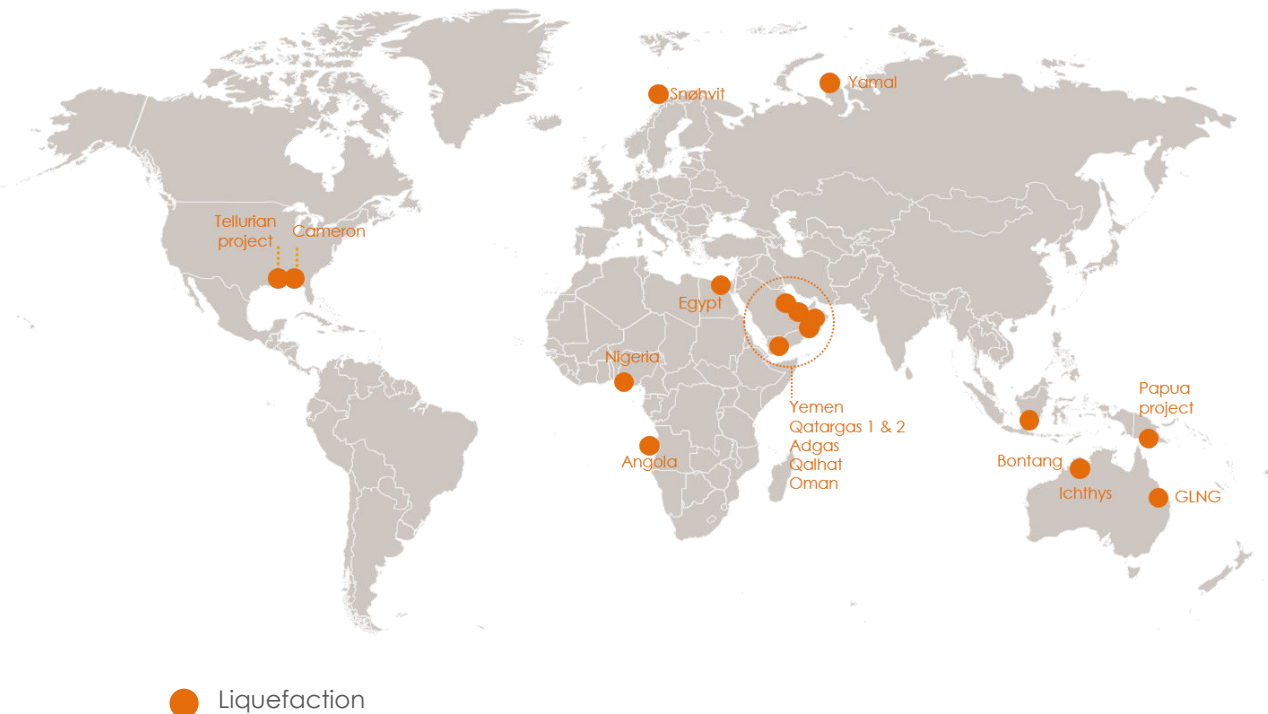 Snøhvit
Yamal
Tellurian
project
Cameron
Egypt
Nigeria
Angola
Yemen
Qatargas 1 & 2
Adgas
Qalhat
Oman
Papua
project
Bontang
Ichthys
GLNG
Liquefaction